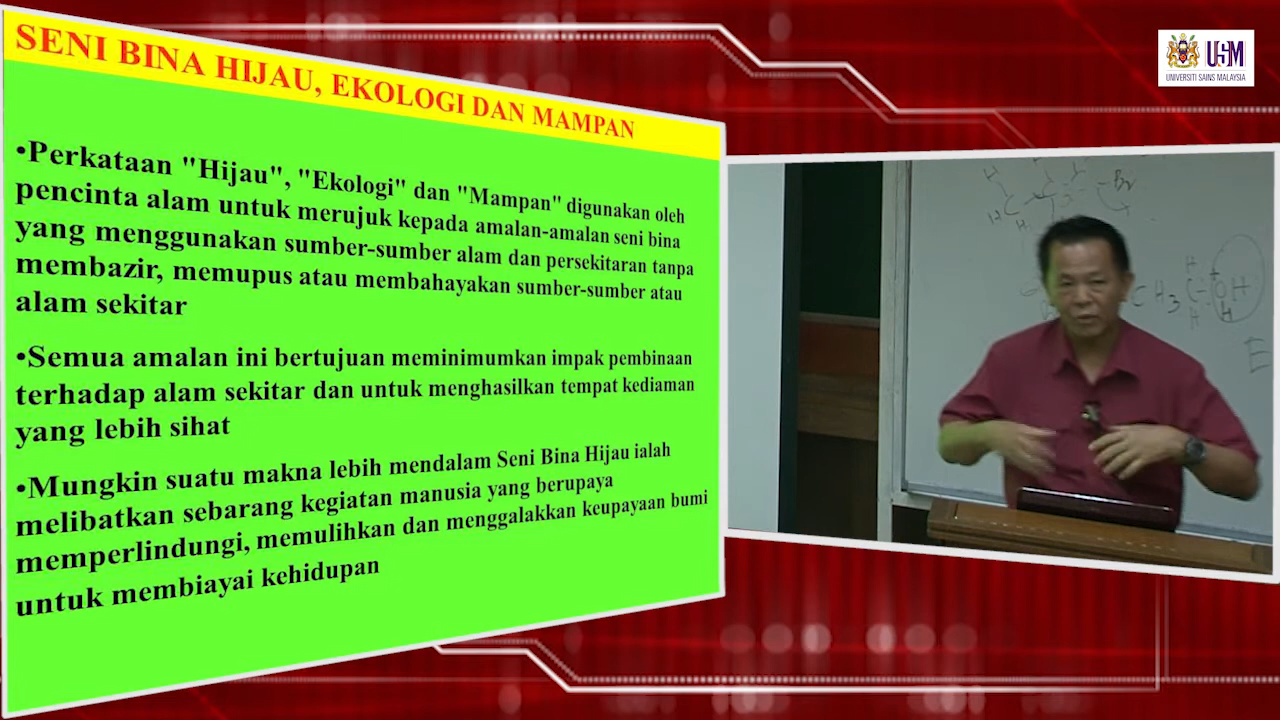 SENI BINA HIJAU, EKOLOGI DAN MAMPAN
•Perkataan "Hijau", "Ekologi" dan "Mampan" digunakan oleh
pencinta alam untuk merujuk kepada amalan-amalan seni bina
yang menggunakan sumber-sumber alam dan persekitaran tanpa
membazir, memupus atau membahayakan sumber-sumber atau
alam sekitar
•Semua amalan ini bertujuan meminimumkan impak pembinaan
terhadap alam sekitar dan untuk menghasilkan tempat kediaman
yang lebih sihat
•Mungkin suatu makna lebih mendalam Seni Bina Hijau ialah
melibatkan sebarang kegiatan manusia yang berupaya
memperlindungi, memulihkan dan menggalakkan keupayaan bumi
untuk membiayai kehidupan
USM
UNIVERSITI SAINS MALAYSIA
Br
H
H C
H
H
CH3 C OH
H H
E